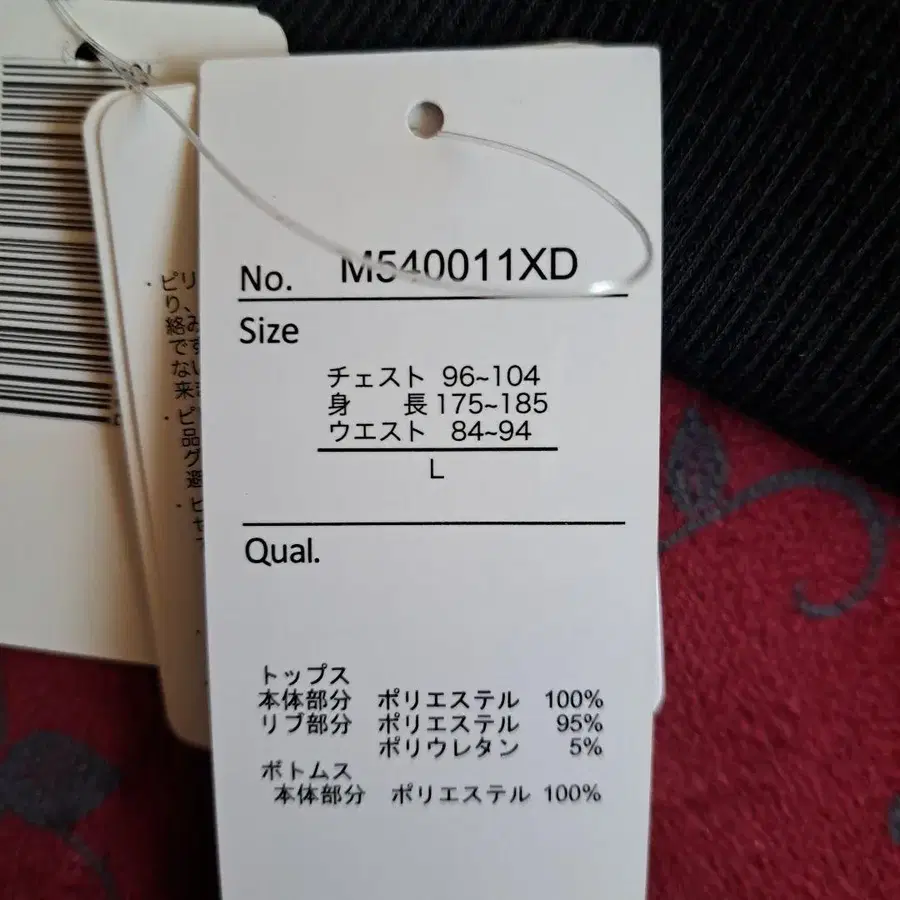 No. M540011XD
Size
チェスト 96~104
身 長 175~185
ウエスト 84~94
L
Qual.
トップス
本体部分 ポリエステル 100%
リブ部分 ポリエステル 95%
ポリウレタン 5%
ボトムス
本体部分 ポリエステル 100%